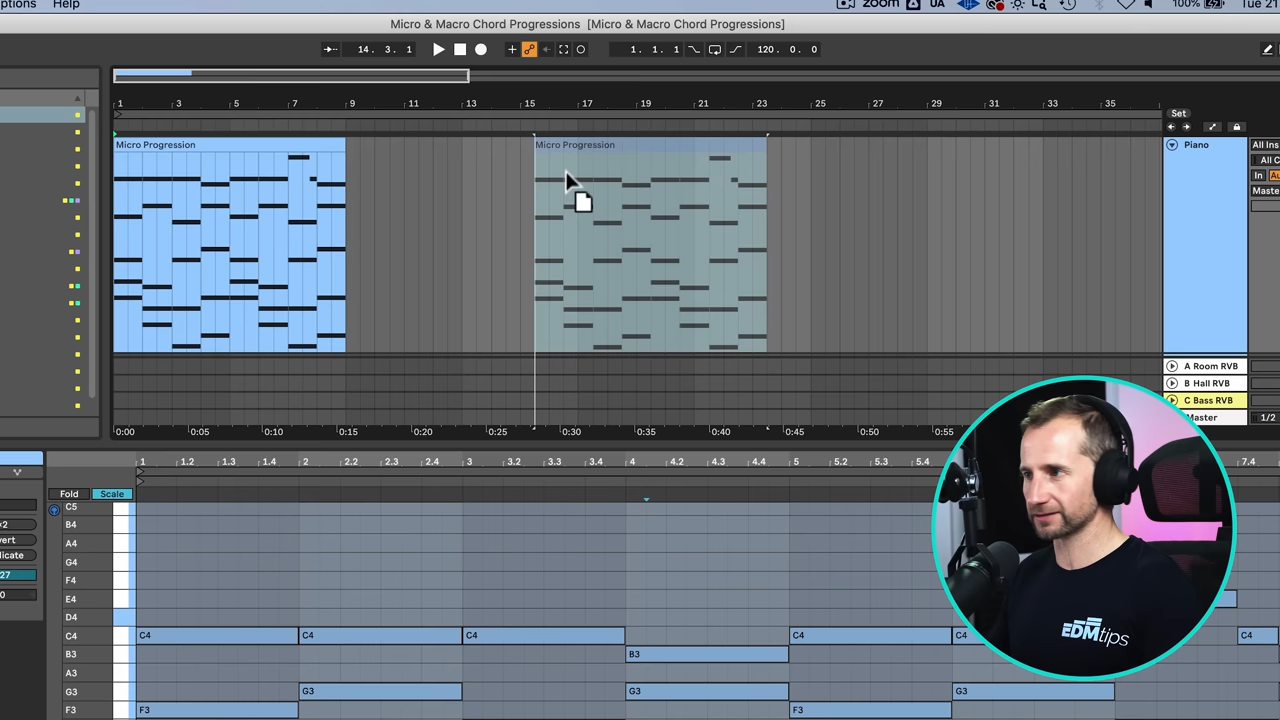 ptions Help
zoom UA 100% Tue 21
Micro & Macro Chord Progressions [Micro & Macro Chord Progressions]
14. 3. 1 1. 1. 1 120. 0. 0
1 3 5 7 9 11 13 15 17 19 21 23 25 27 29 31 33 35
Set
Micro Progression Micro Progression Piano All Ins
All C
In Au
Maste
A Room RVB
B Hall RVB
C Bass RVB
Master 1/2
0:00 0:05 0:10 0:15 0:20 0:25 0:30 0:35 0:40 0:45 0:50 0:55
1 1.2 1.3 1.4 2 2.2 2.3 2.4 3 3.2 3.3 3.4 4 4.2 4.3 4.4 5 5.2 5.3 5.4 7.4
Fold Scale
C5
×2 B4
vert A4
licate G4
27 F4
0 E4
D4
C4 C4 C4 C4 C4 C4 C4
B3 B3
A3
G3 G3 G3 G3
F3 F3 F3
EDMtips